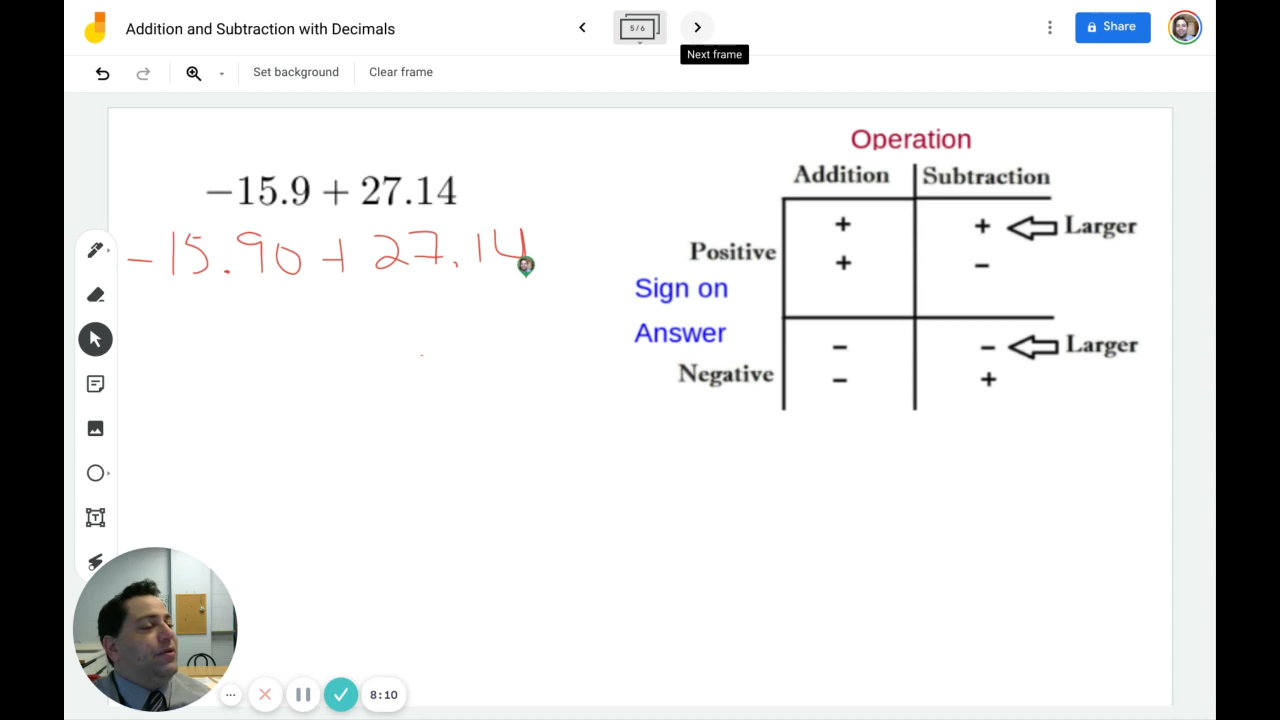 Addition and Subtraction with Decimals
5/6
Share
Next frame
Set background
Clear frame
−15.9 + 27.14
-15.90+27.14
Operation
Addition Subtraction
Positive
+ + Larger
+ −
Sign on
Answer
Negative
− − Larger
− +
T
8:10